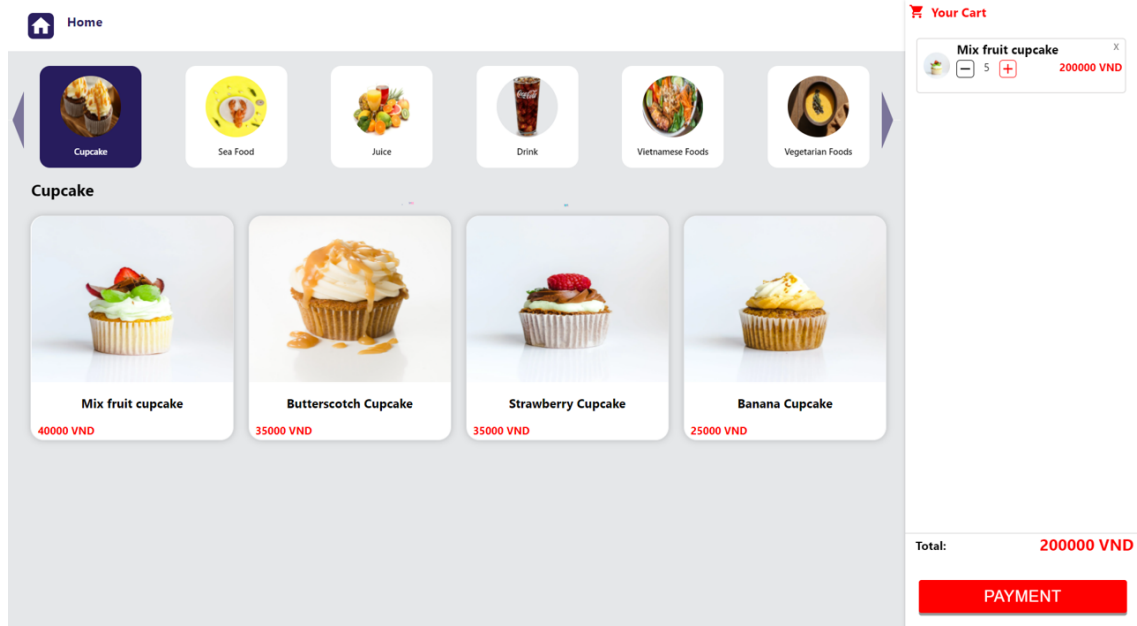 Home
Your Cart
Mix fruit cupcake
X
5
200000 VND
Coca-Cola
Cupcake
Sea Food
Juice
Drink
Vietnamese Foods
Vegetarian Foods
Cupcake
Mix fruit cupcake
Butterscotch Cupcake
Strawberry Cupcake
Banana Cupcake
40000 VND
35000 VND
35000 VND
25000 VND
Total:
200000 VND
PAYMENT